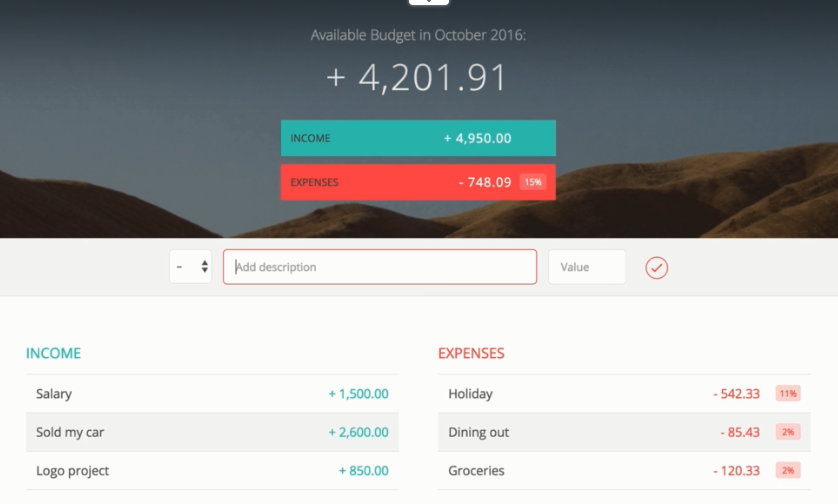 Available Budget in October 2016:
+ 4,201.91
INCOME + 4,950.00
EXPENSES - 748.09 15%
- Add description Value
INCOME
Salary + 1,500.00
Sold my car + 2,600.00
Logo project + 850.00
EXPENSES
Holiday - 542.33 11%
Dining out - 85.43 2%
Groceries - 120.33 2%